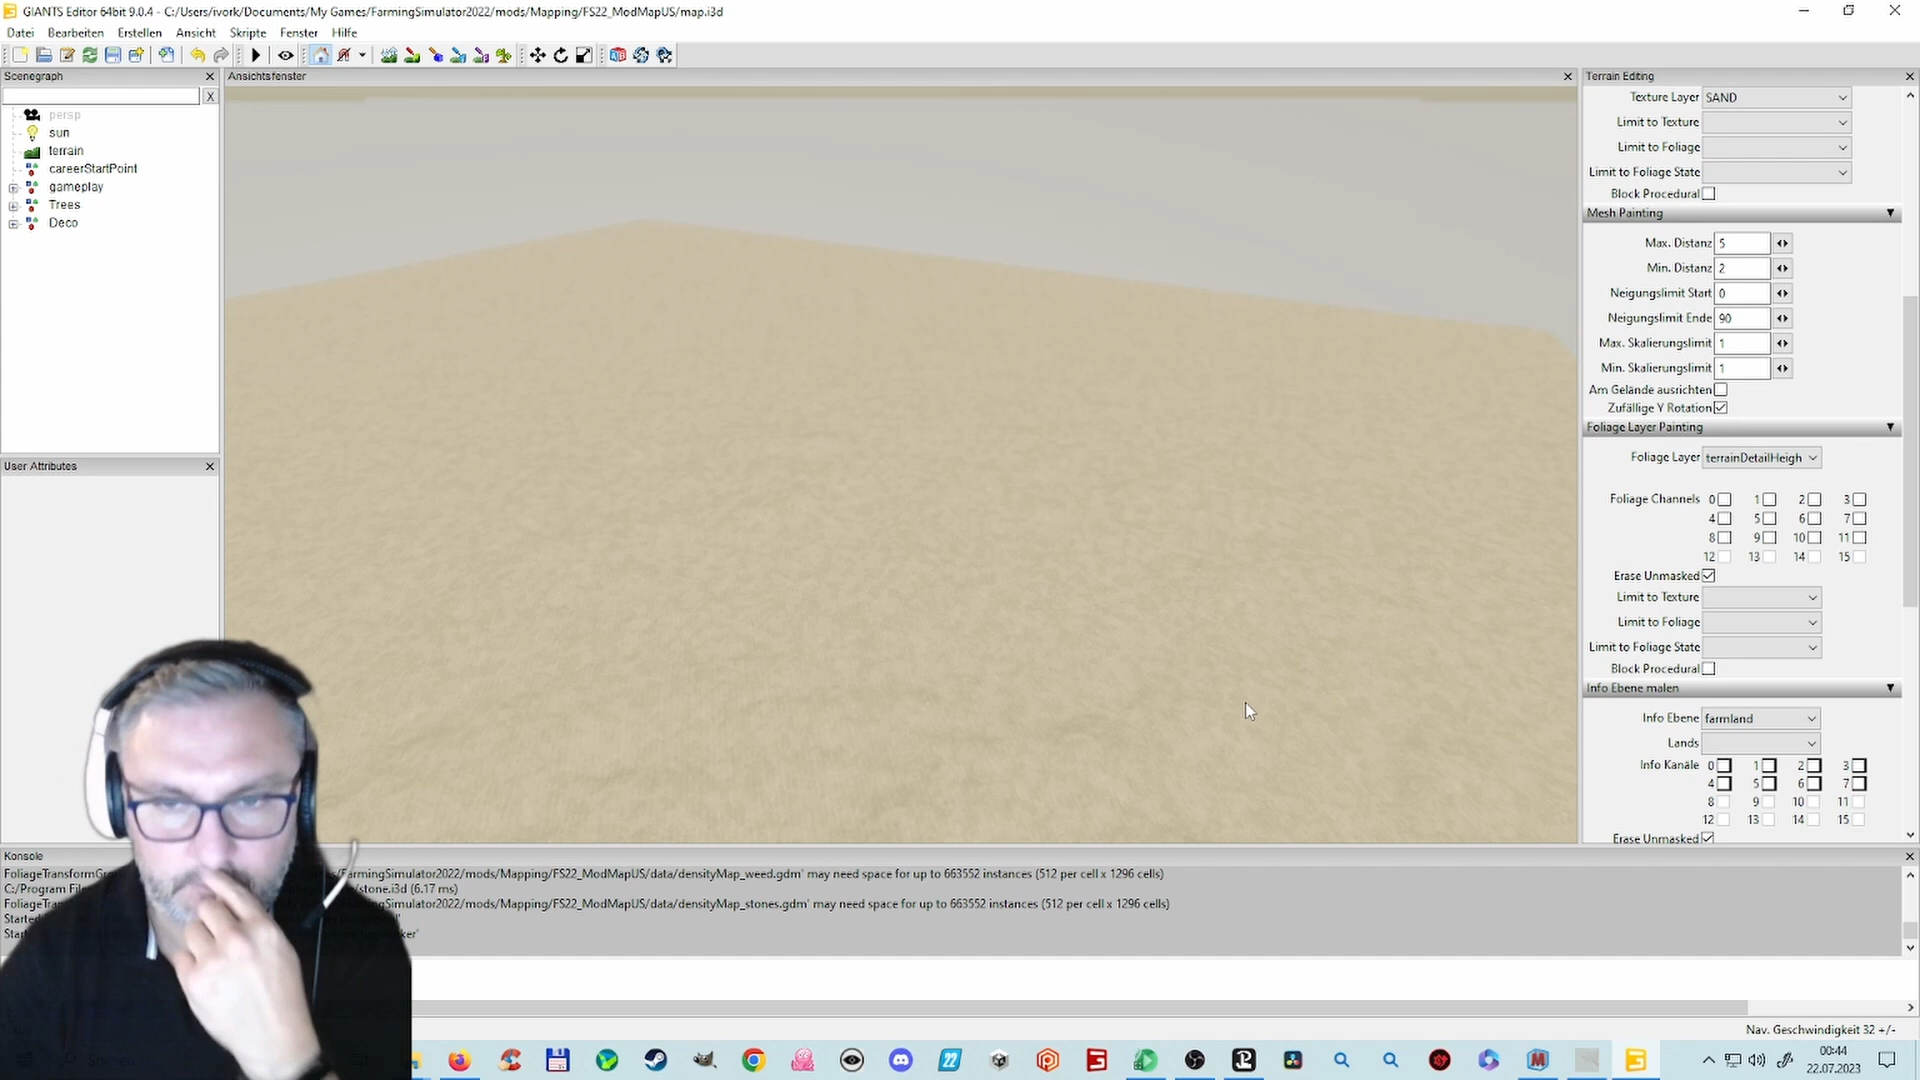 GIANTS Editor 64bit 9.0.4 - C:/Users/ivork/Documents/My Games/FarmingSimulator2022/mods/Mapping/FS22_ModMapUS/map.i3d
Datei Bearbeiten Erstellen Ansicht Skripte Fenster Hilfe
Scenegraph
X
persp
sun
terrain
careerStartPoint
gameplay
Trees
Deco
User Attributes
Ansichtsfenster
Terrain Editing
Texture Layer SAND
Limit to Texture
Limit to Foliage
Limit to Foliage State
Block Procedural
Mesh Painting
Max. Distanz 5
Min. Distanz 2
Neigungslimit Start 0
Neigungslimit Ende 90
Max. Skalierungslimit 1
Min. Skalierungslimit 1
Am Gelände ausrichten
Zufällige Y Rotation
Foliage Layer Painting
Foliage Layer terrainDetailHeigh
Foliage Channels 0 1 2 3
4 5 6 7
8 9 10 11
12 13 14 15
Erase Unmasked
Limit to Texture
Limit to Foliage
Limit to Foliage State
Block Procedural
Info Ebene malen
Info Ebene farmland
Lands
Info Kanäle 0 1 2 3
4 5 6 7
8 9 10 11
12 13 14 15
Erase Unmasked
Konsole
/FarmingSimulator2022/mods/Mapping/FS22_ModMapUS/data/densityMap_weed.gdm' may need space for up to 663552 instances (512 per cell x 1296 cells)
C:/Program /stone.i3d (6.17 ms)
/mods/Mapping/FS22_ModMapUS/data/densityMap_stones.gdm' may need space for up to 663552 instances (512 per cell x 1296 cells)
Nav. Geschwindigkeit 32 +/-
22
00:44
22.07.2023